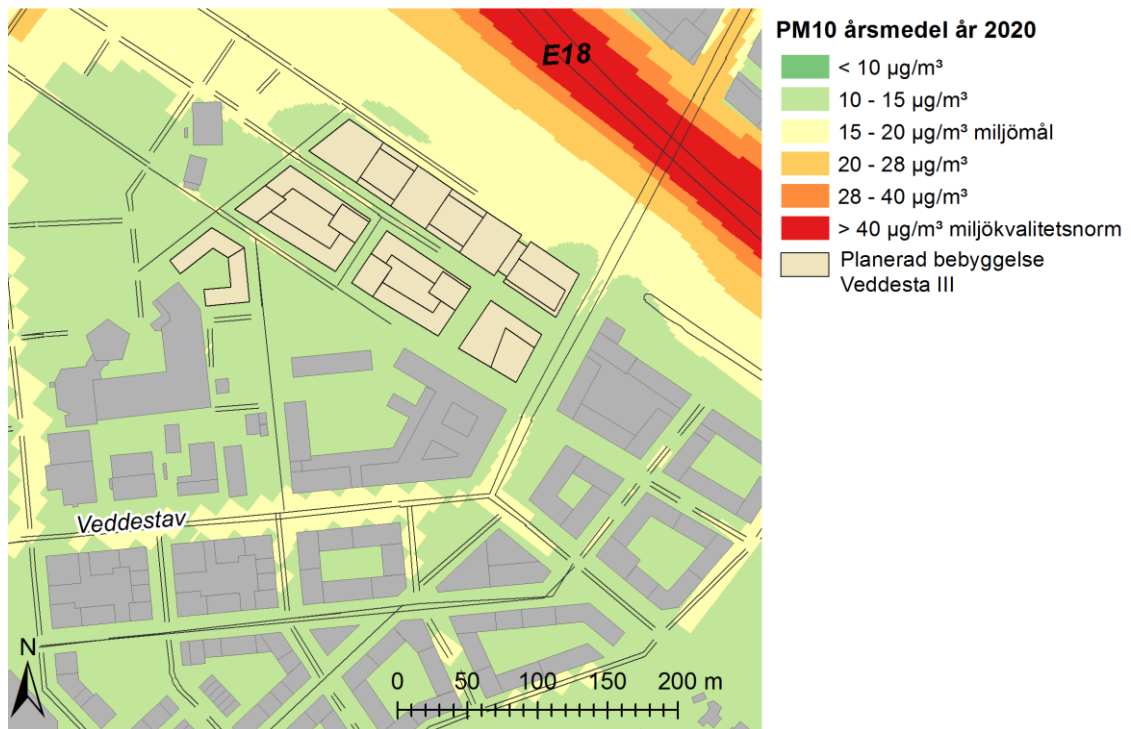 E18
Veddestav
N
0 50 100 150 200 m
PM10 årsmedel år 2020
< 10 µg/m³
10 - 15 µg/m³
15 - 20 µg/m³ miljömål
20 - 28 µg/m³
28 - 40 µg/m³
> 40 µg/m³ miljökvalitetsnorm
Planerad bebyggelse
Veddesta III